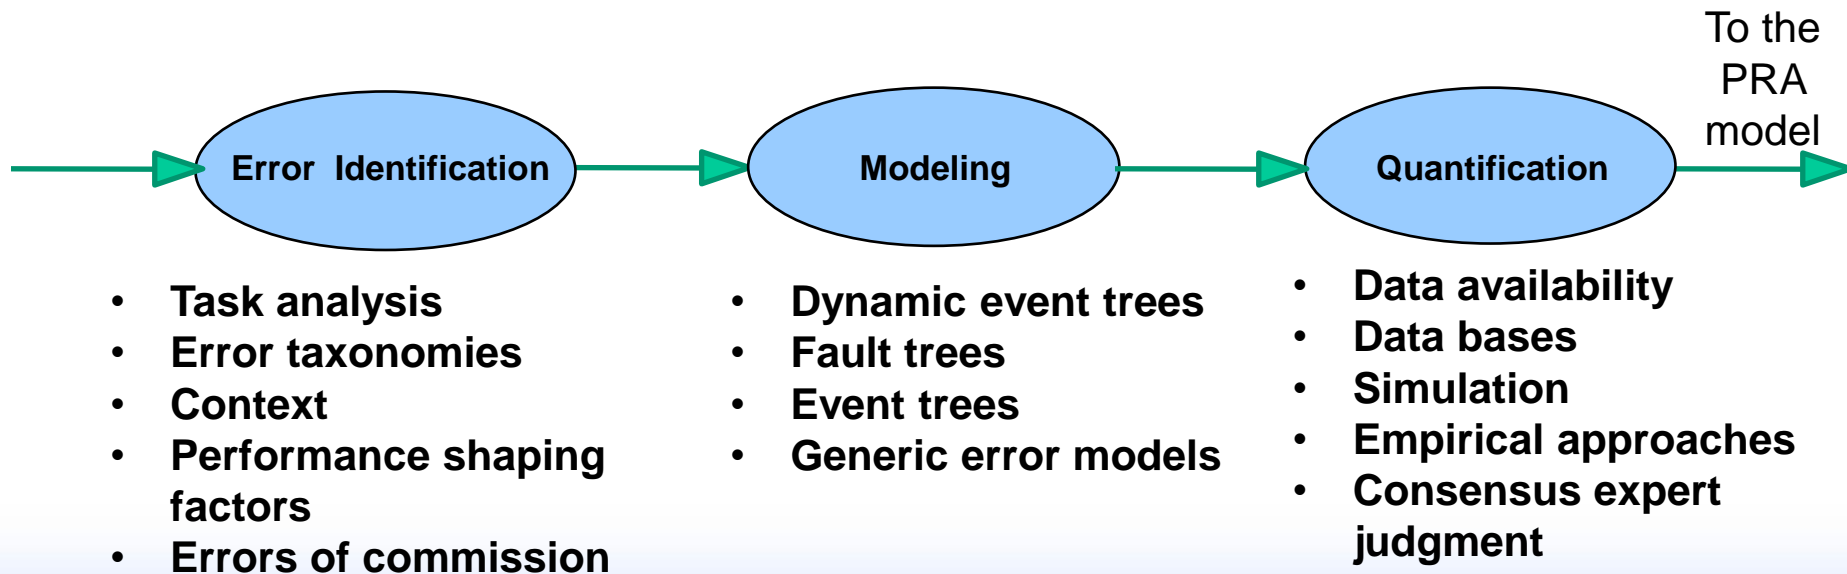 To the
PRA
model
Error Identification
Modeling
Quantification
• Task analysis
• Error taxonomies
• Context
• Performance shaping
factors
• Errors of commission
• Dynamic event trees
• Fault trees
• Event trees
• Generic error models
• Data availability
• Data bases
• Simulation
• Empirical approaches
• Consensus expert
judgment